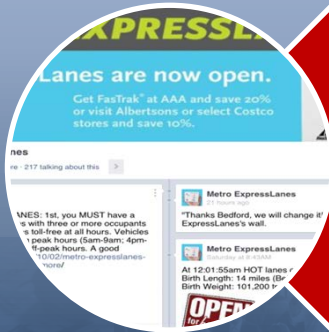 EXPRESSL
Lanes are now open.
Get FasTrak® at AAA and save 20%
or visit Albertsons or select Costco
stores and save 10%.
nes
re · 217 talking about this
ANES: 1st, you MUST have a
s with three or more occupants
s toll-free at all hours. Vehicles
peak hours (5am-9am; 4pm-
ff-peak hours. A good
/10/02/metro-expresslanes-
more/
Metro ExpressLanes
21 hours ago
"Thanks Bedford, we will change it!
ExpressLanes's wall.
Metro ExpressLanes
Saturday at 8:43AM
At 12:01:55am HOT lanes
Birth Length: 14 miles (Be
Birth Weight: 101,200
OPE